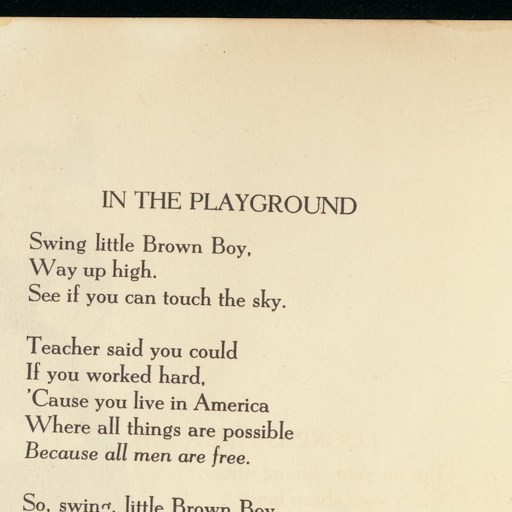 IN THE PLAYGROUND
Swing little Brown Boy,
Way up high.
See if you can touch the sky.
Teacher said you could
If you worked hard,
'Cause you live in America
Where all things are possible
Because all men are free.
So, swing, little Brown Boy